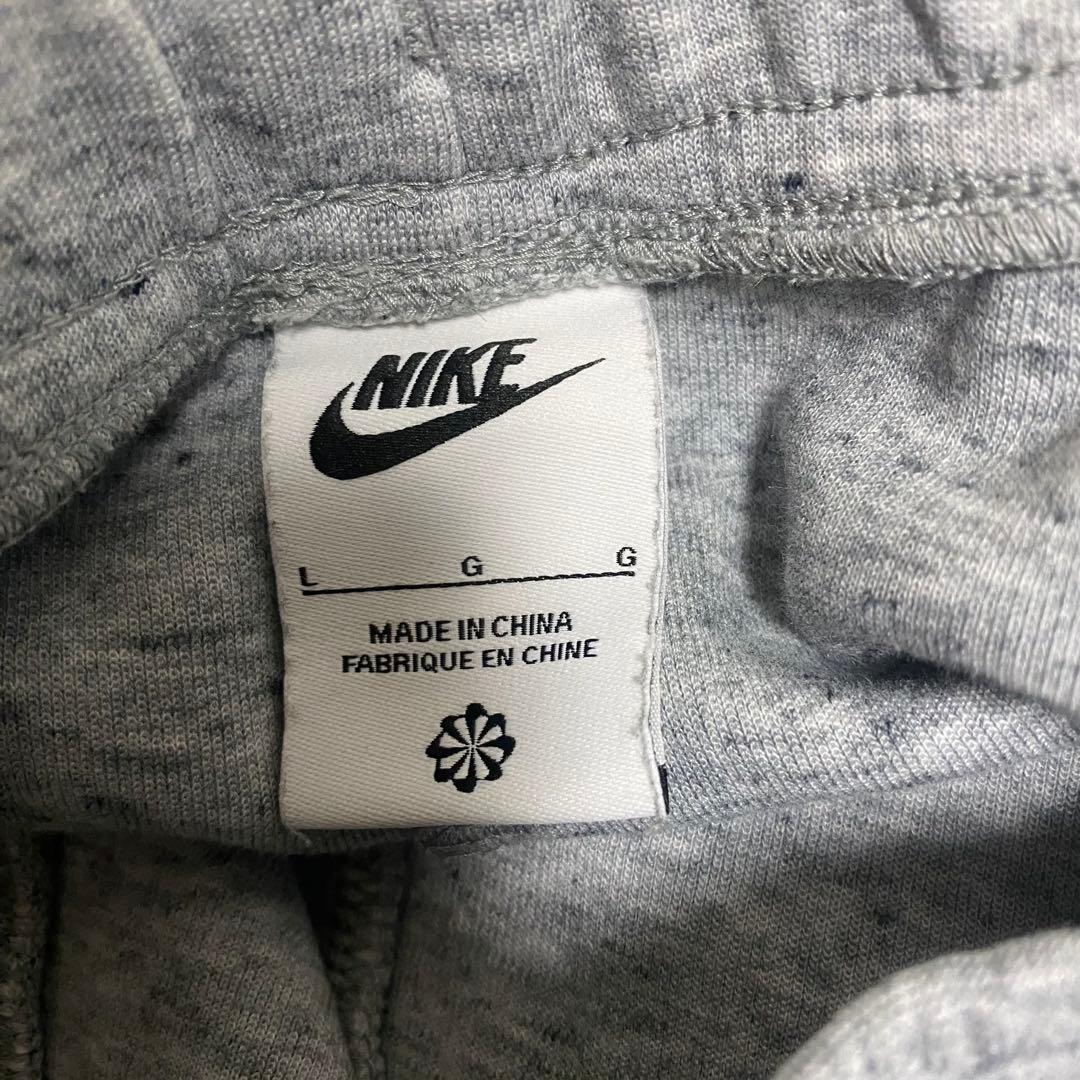 NIKE
L G G
MADE IN CHINA
FABRIQUE EN CHINE